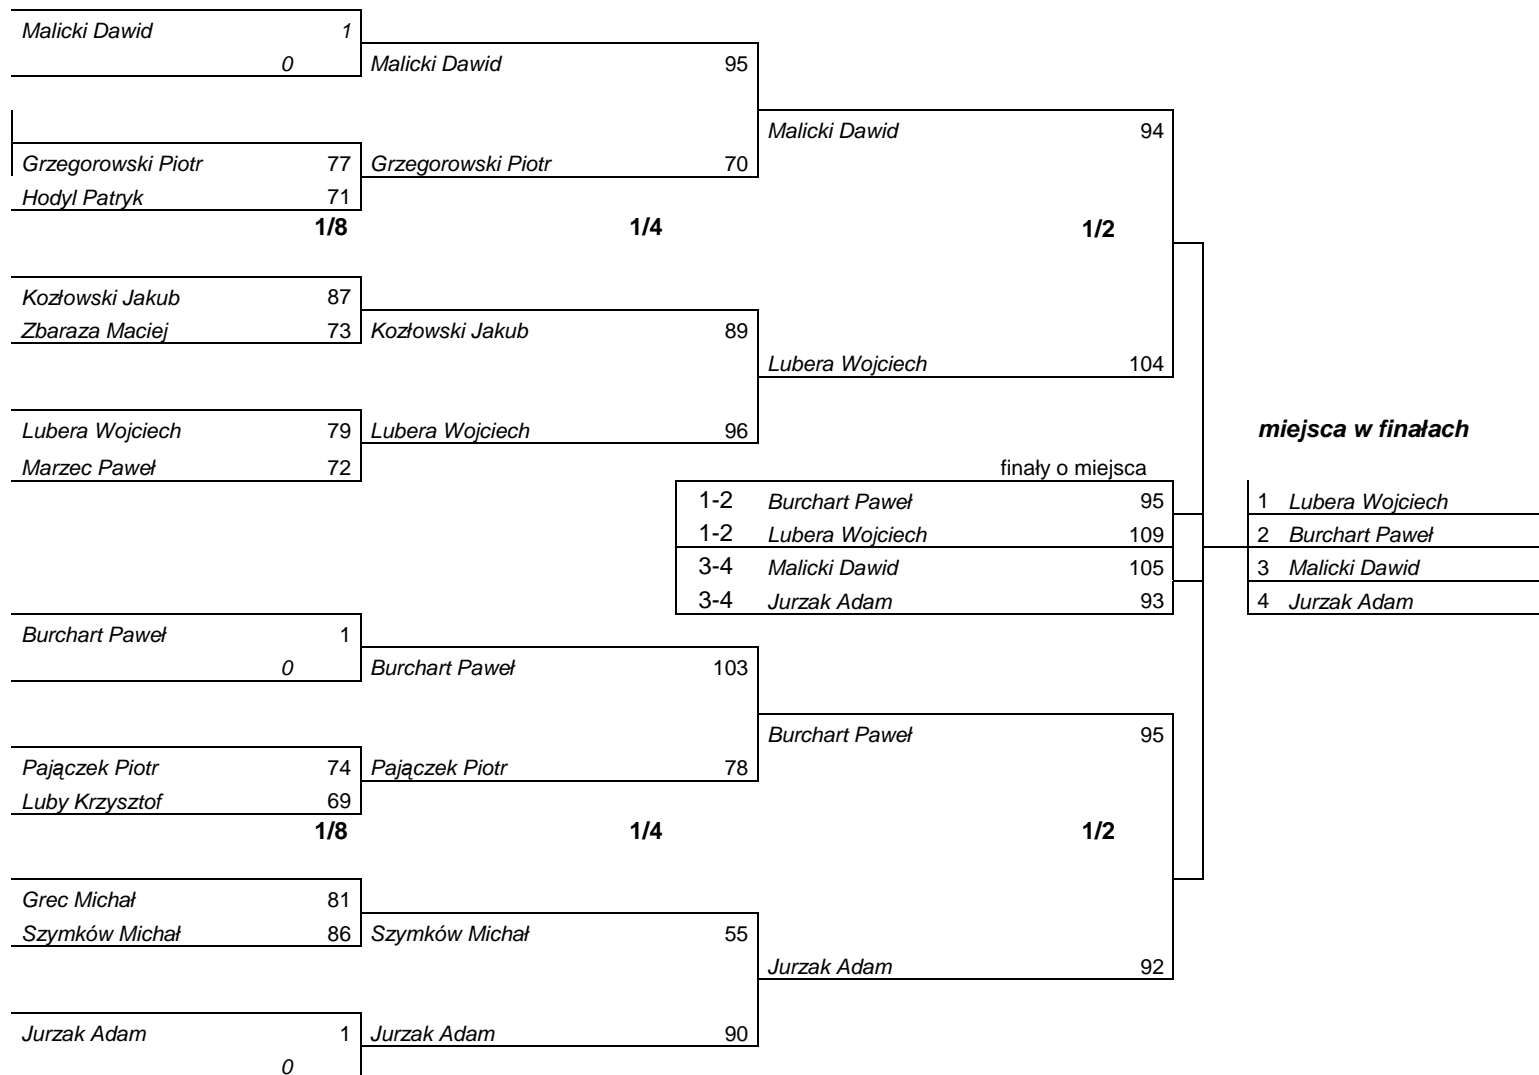 Malicki Dawid 1
0 Malicki Dawid 95
Malicki Dawid 94
Grzegorowski Piotr 77 Grzegorowski Piotr 70
Hodyl Patryk 71
1/8 1/4 1/2
Kozłowski Jakub 87
Zbaraza Maciej 73 Kozłowski Jakub 89
Lubera Wojciech 104
Lubera Wojciech 79 Lubera Wojciech 96 miejsca w finałach
Marzec Paweł 72 finały o miejsca
1-2 Burchart Paweł 95 1 Lubera Wojciech
1-2 Lubera Wojciech 109 2 Burchart Paweł
3-4 Malicki Dawid 105 3 Malicki Dawid
3-4 Jurzak Adam 93 4 Jurzak Adam
Burchart Paweł 1
0 Burchart Paweł 103
Burchart Paweł 95
Pajączek Piotr 74 Pajączek Piotr 78
Luby Krzysztof 69
1/8 1/4 1/2
Grec Michał 81
Szymków Michał 86 Szymków Michał 55
Jurzak Adam 92
Jurzak Adam 1 Jurzak Adam 90
0